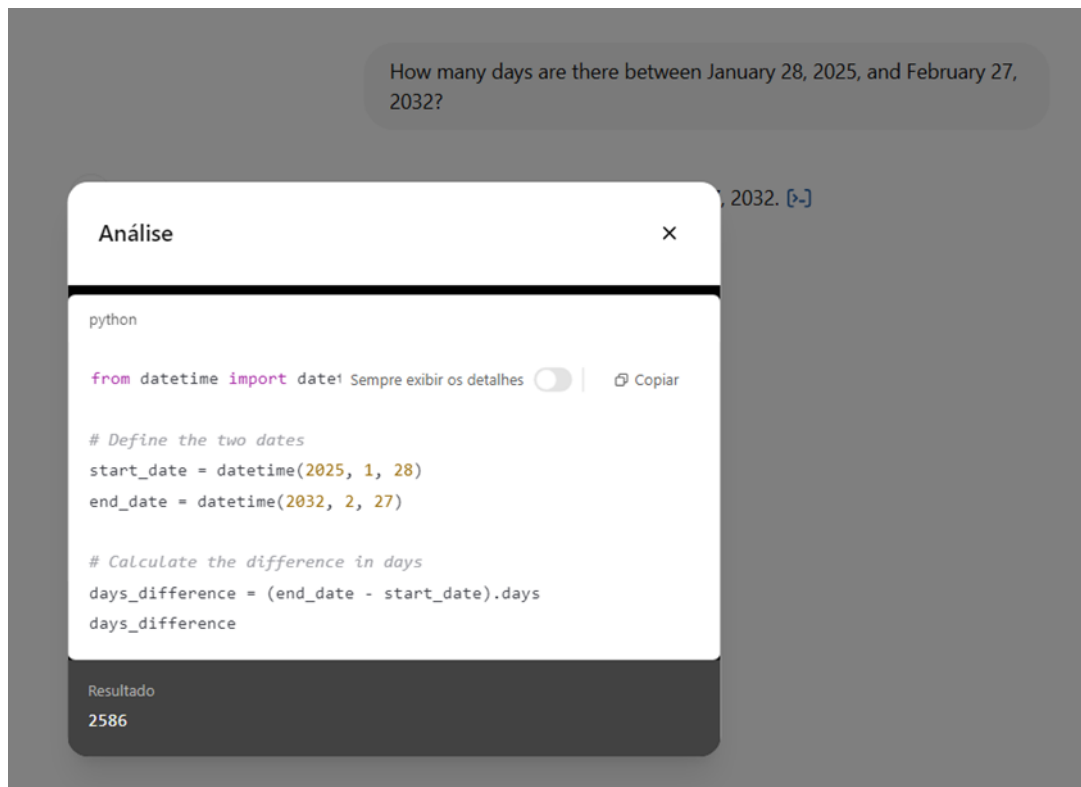 How many days are there between January 28, 2025, and February 27,
2032?
, 2032.
Análise
python
from datetime import Sempre exibir os detalhes Copiar
# Define the two dates
start_date = datetime(2025, 1, 28)
end_date = datetime(2032, 2, 27)
# Calculate the difference in days
days_difference = (end_date - start_date).days
days_difference
Resultado
2586